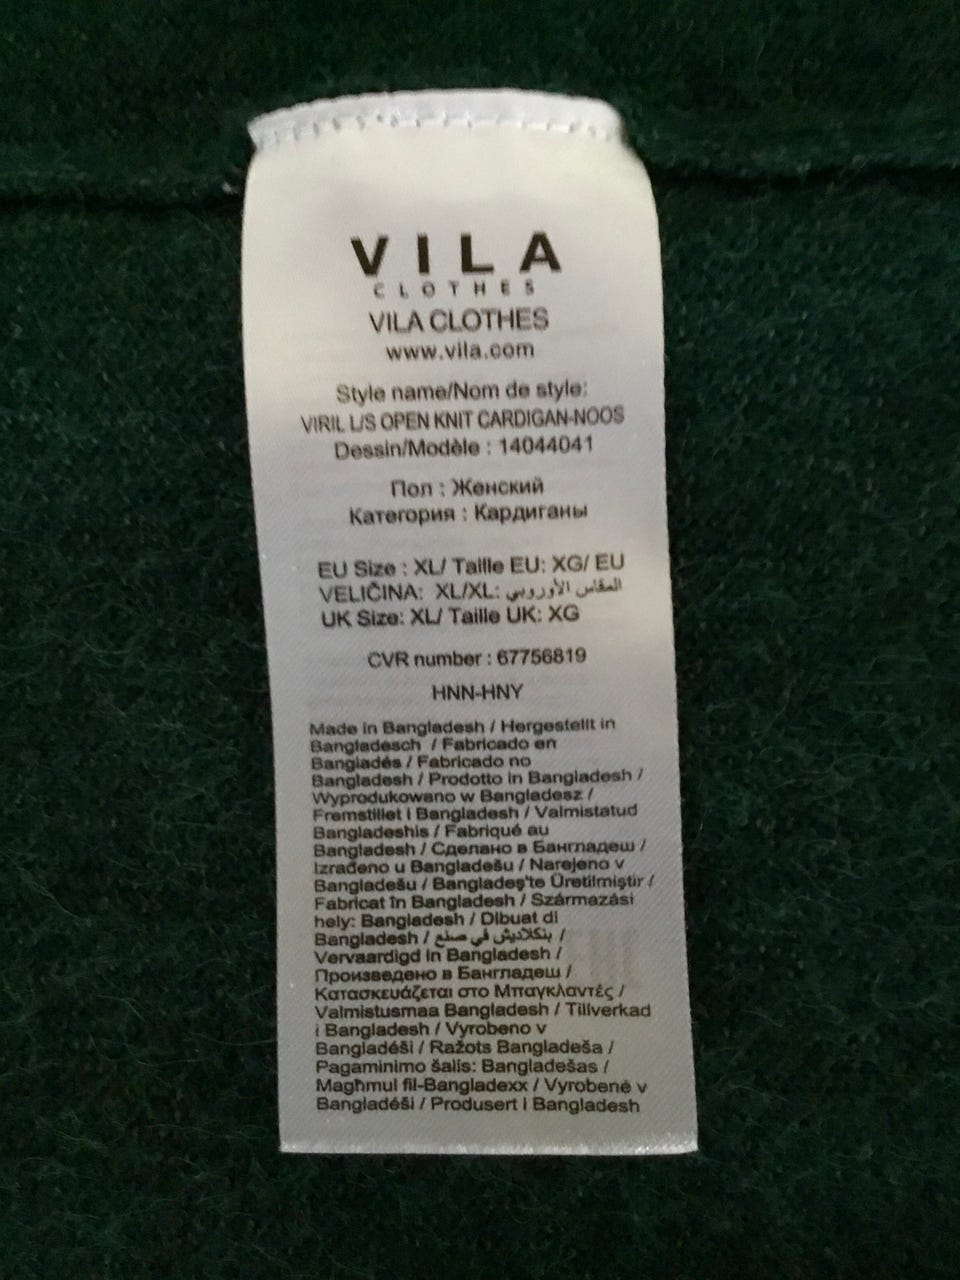 VILA
CLOTHES
VILA CLOTHES
www.vila.com
Style name/Nom de style:
VIRIL L/S OPEN KNIT CARDIGAN-NOOS
Dessin/Modèle : 14044041
Пол : Женский
Категория : Кардиганы
EU Size : XL/ Taille EU: XG/ EU
VELIČINA: XL/XL: المقاس الأوروبي
UK Size: XL/ Taille UK: XG
CVR number : 67756819
HNN-HNY
Made in Bangladesh / Hergestellt in
Bangladesch / Fabricado en
Bangladés / Fabricado no
Bangladesh / Prodotto in Bangladesh /
Wyprodukowano w Bangladesz /
Fremstillet i Bangladesh / Valmistatud
Bangladeshis / Fabriqué au
Bangladesh / Сделано в Бангладеш /
Izrađeno u Bangladešu / Narejeno v
Bangladešu / Bangladeş'te Üretilmiştir /
Fabricat în Bangladesh / Származási
hely: Bangladesh / Dibuat di
Bangladesh / بنكلاديش في صنع /
Vervaardigd in Bangladesh /
Произведено в Бангладеш /
Κατασκευάζεται στο Μπαγκλαντές /
Valmistusmaa Bangladesh / Tillverkad
i Bangladesh / Vyrobeno v
Bangladéši / Ražots Bangladeša /
Pagaminimo šalis: Bangladešas /
Magħmul fil-Bangladexx / Vyrobené v
Bangladéši / Produsert i Bangladesh